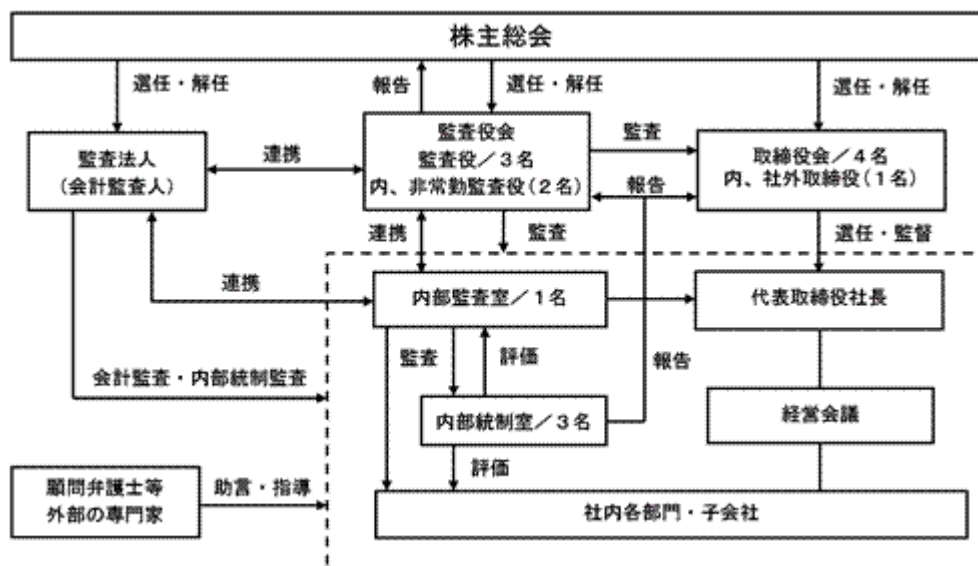 株主総会
選任・解任
報告
選任・解任
選任・解任
監査法人
(会計監査人)
連携
監査役会
監査役/3名
内、非常勤監査役(2名)
監査
報告
取締役会/4名
内、社外取締役(1名)
連携
監査
選任・監督
連携
内部監査室/1名
代表取締役社長
監査
評価
報告
会計監査・内部統制監査
内部統制室/3名
経営会議
評価
顧問弁護士等
外部の専門家
助言・指導
社内各部門・子会社